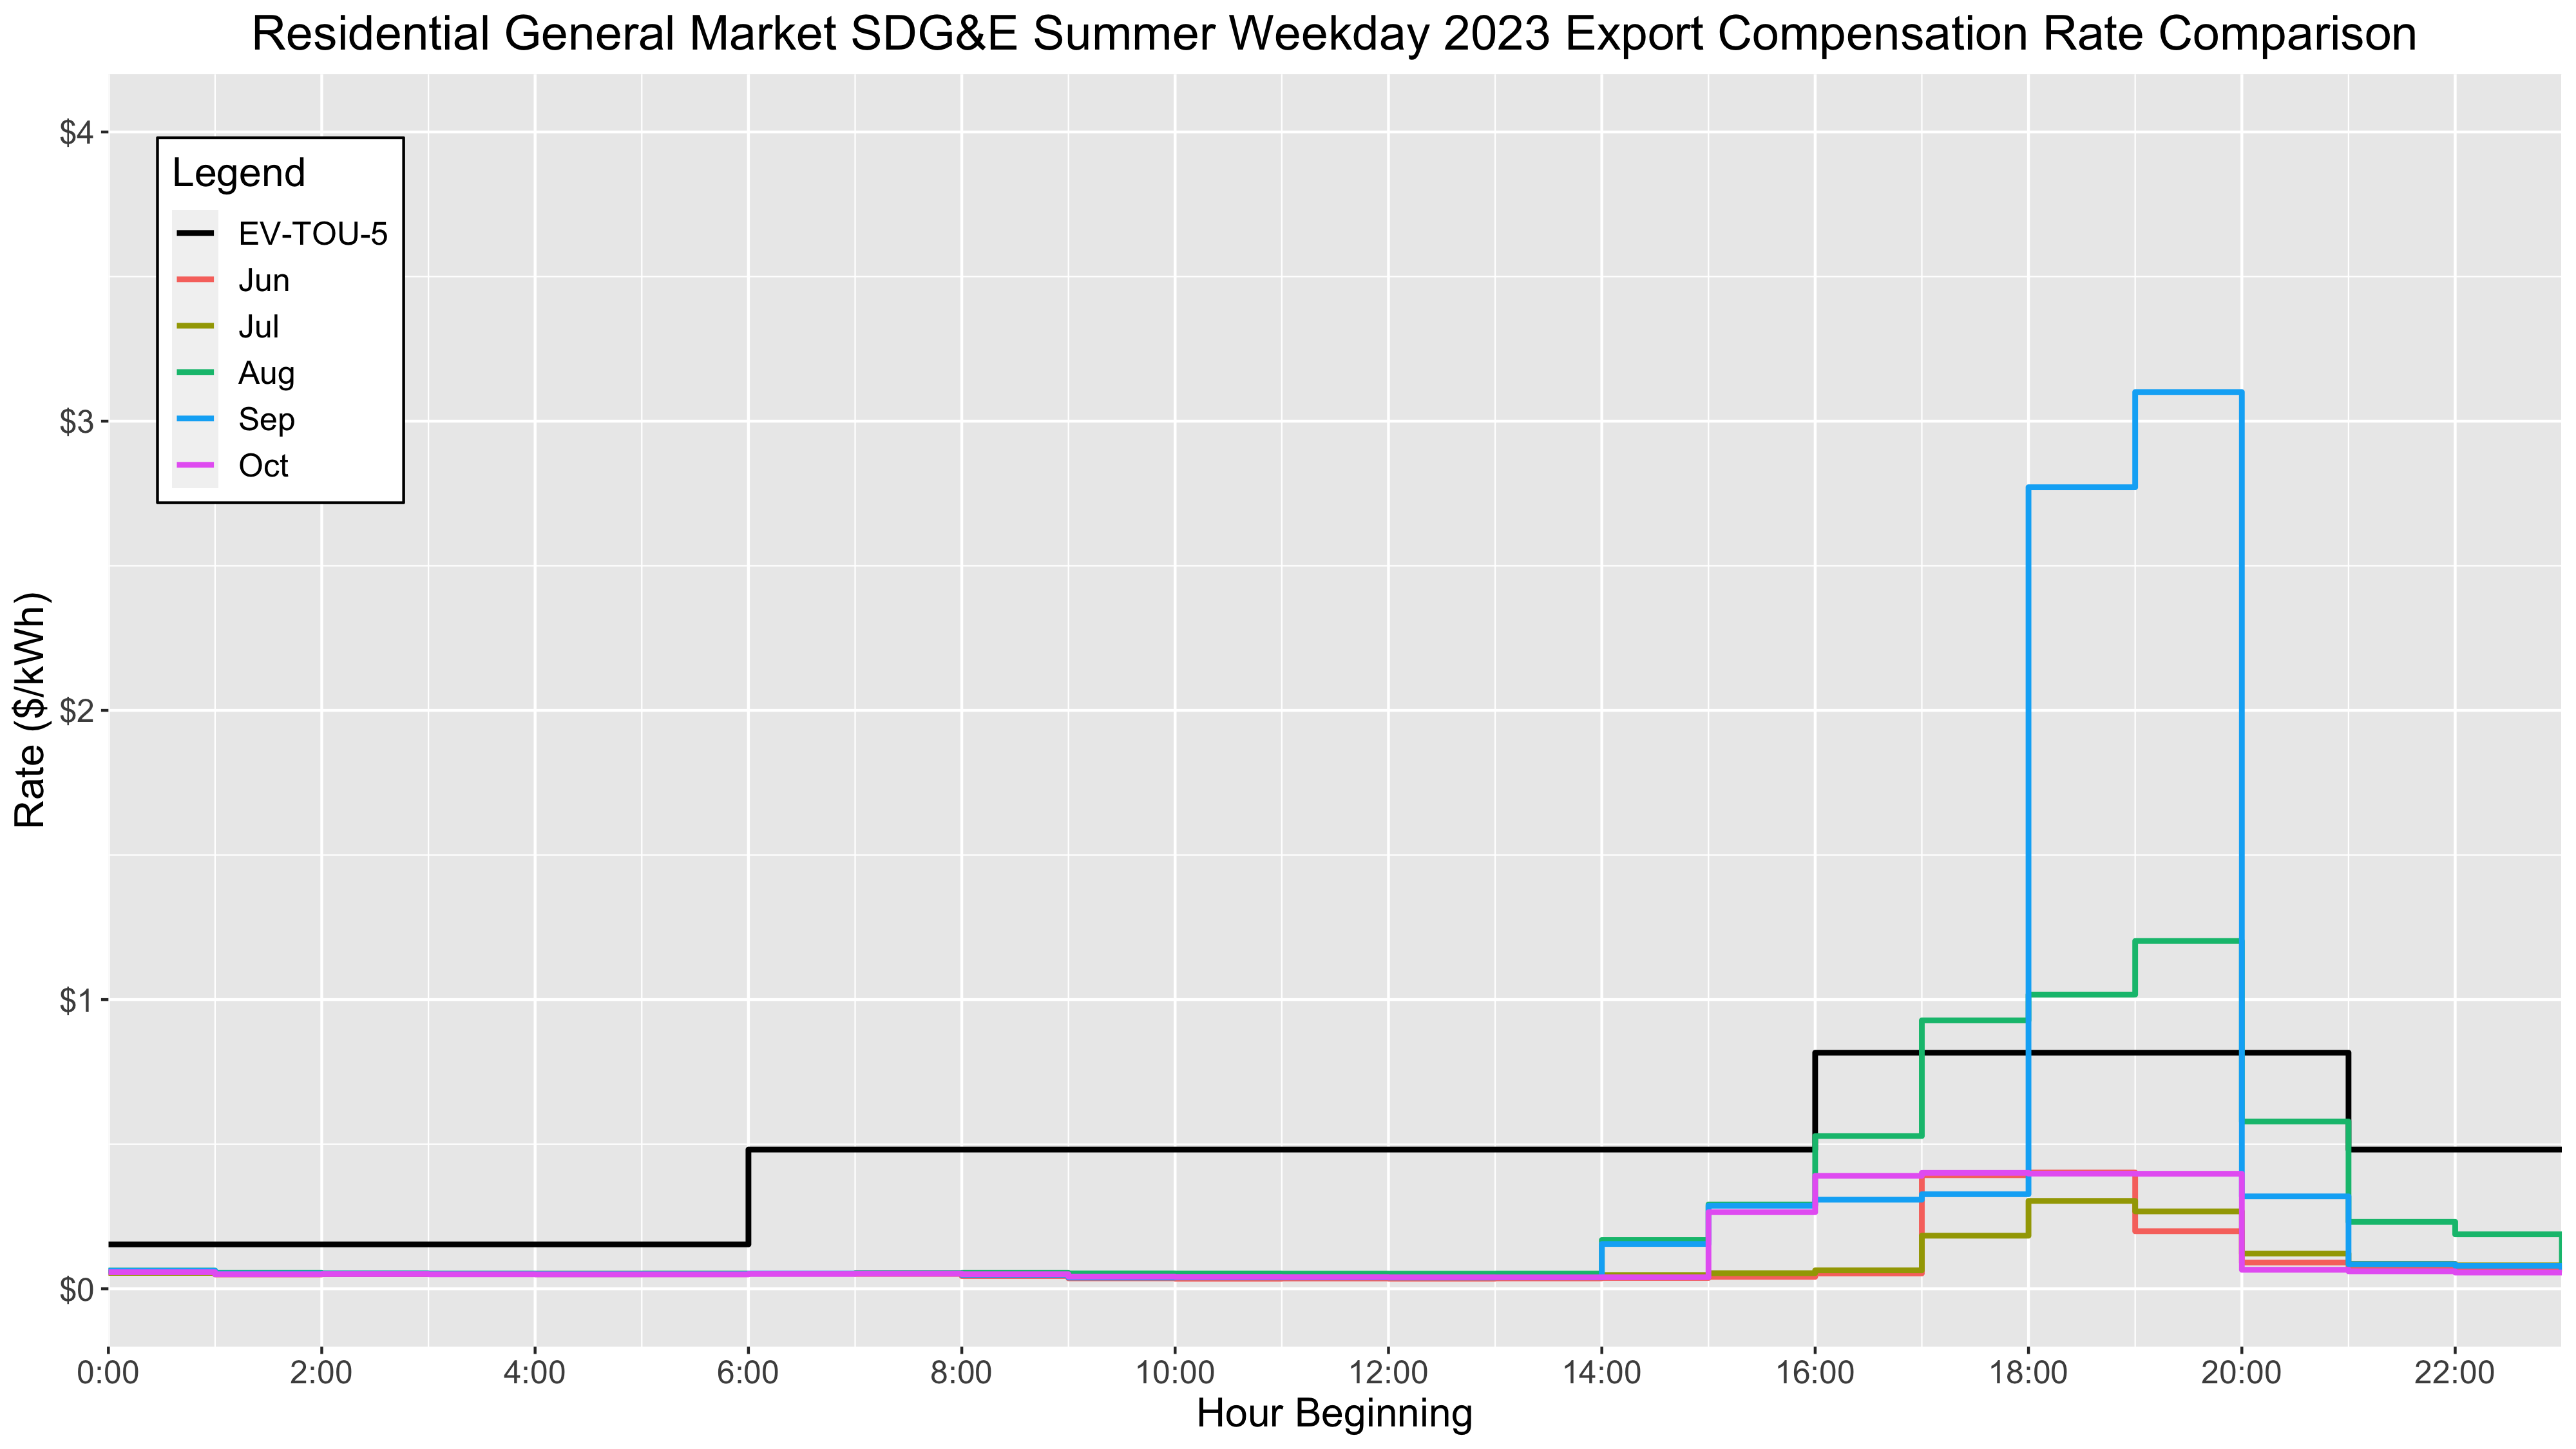 Residential General Market SDG&E Summer Weekday 2023 Export Compensation Rate Comparison
Rate ($/kWh)
$4
$3
$2
$1
$0
Legend
EV-TOU-5
Jun
Jul
Aug
Sep
Oct
0:00 2:00 4:00 6:00 8:00 10:00 12:00 14:00 16:00 18:00 20:00 22:00
Hour Beginning